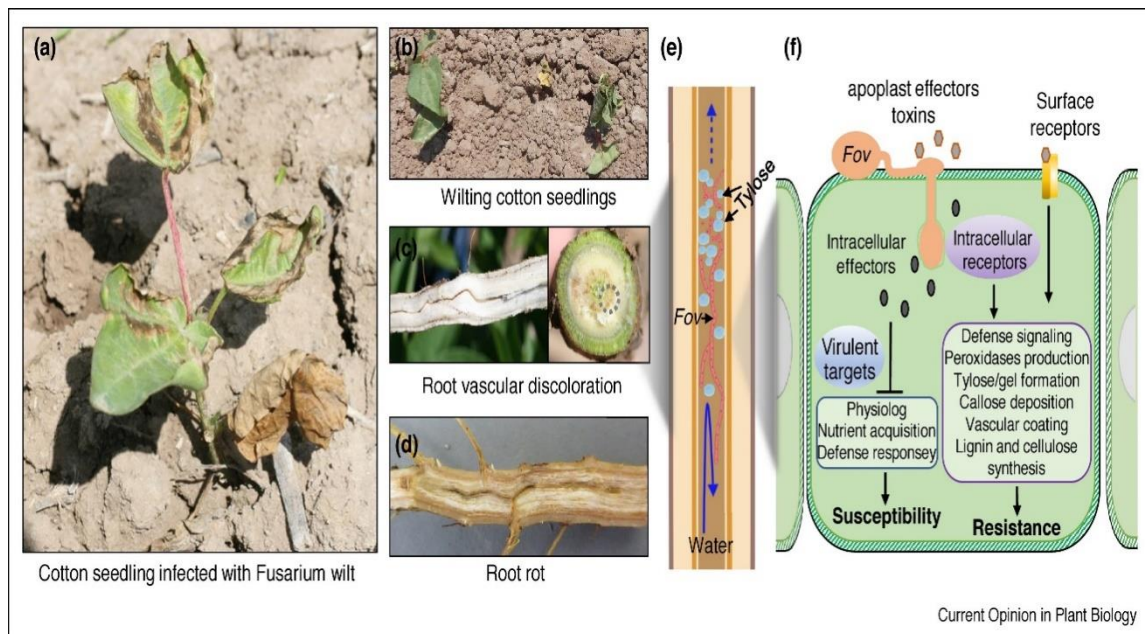 (a)
Cotton seedling infected with Fusarium wilt
(b)
Wilting cotton seedlings
(c)
Root vascular discoloration
(d)
Root rot
(e)
Tylose
Fov
Water
(f)
apoplast effectors
toxins
Surface
receptors
Fov
Intracellular
effectors
Intracellular
receptors
Virulent
targets
Physiolog
Nutrient acquisition
Defense responsey
Susceptibility
Defense signaling
Peroxidases production
Tylose/gel formation
Callose deposition
Vascular coating
Lignin and cellulose
synthesis
Resistance
Current Opinion in Plant Biology